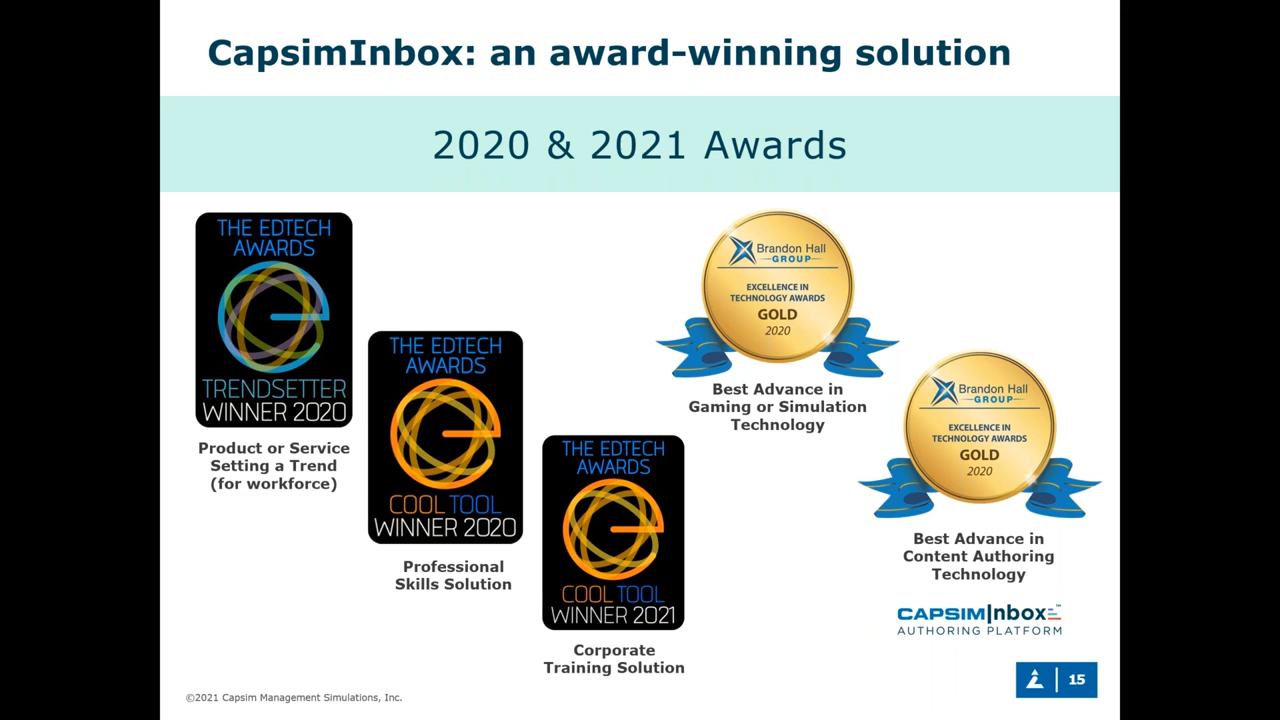 CapsimInbox: an award-winning solution
2020 & 2021 Awards
THE EDTECH
AWARDS
TRENDSETTER
WINNER 2020
Product or Service
Setting a Trend
(for workforce)
THE EDTECH
AWARDS
COOL TOOL
WINNER 2020
Professional
Skills Solution
THE EDTECH
AWARDS
COOL TOOL
WINNER 2021
Corporate
Training Solution
Brandon Hall
GROUP
EXCELLENCE IN
TECHNOLOGY AWARDS
GOLD
2020
Best Advance in
Gaming or Simulation
Technology
Brandon Hall
GROUP
EXCELLENCE IN
TECHNOLOGY AWARDS
GOLD
2020
Best Advance in
Content Authoring
Technology
CAPSIMInbox™
AUTHORING PLATFORM
©2021 Capsim Management Simulations, Inc.
15